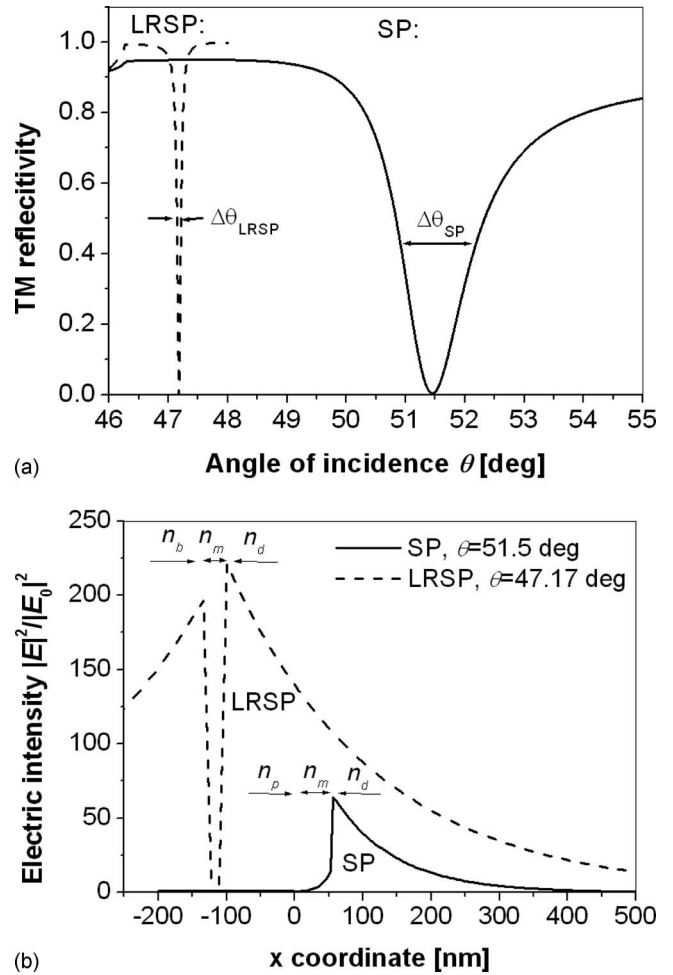 LRSP:
SP:
1.0
0.8
0.6
0.4
0.2
0.0
TM reflecitivity
ΔθLRSP
ΔθSP
46 47 48 49 50 51 52 53 54 55
(a)
Angle of incidence θ [deg]
250
200
150
100
50
0
Electric intensity |E|²/|E₀|²
nb nm nd
SP, θ=51.5 deg
LRSP, θ=47.17 deg
LRSP
np nm nd
SP
-200 -100 0 100 200 300 400 500
(b)
x coordinate [nm]